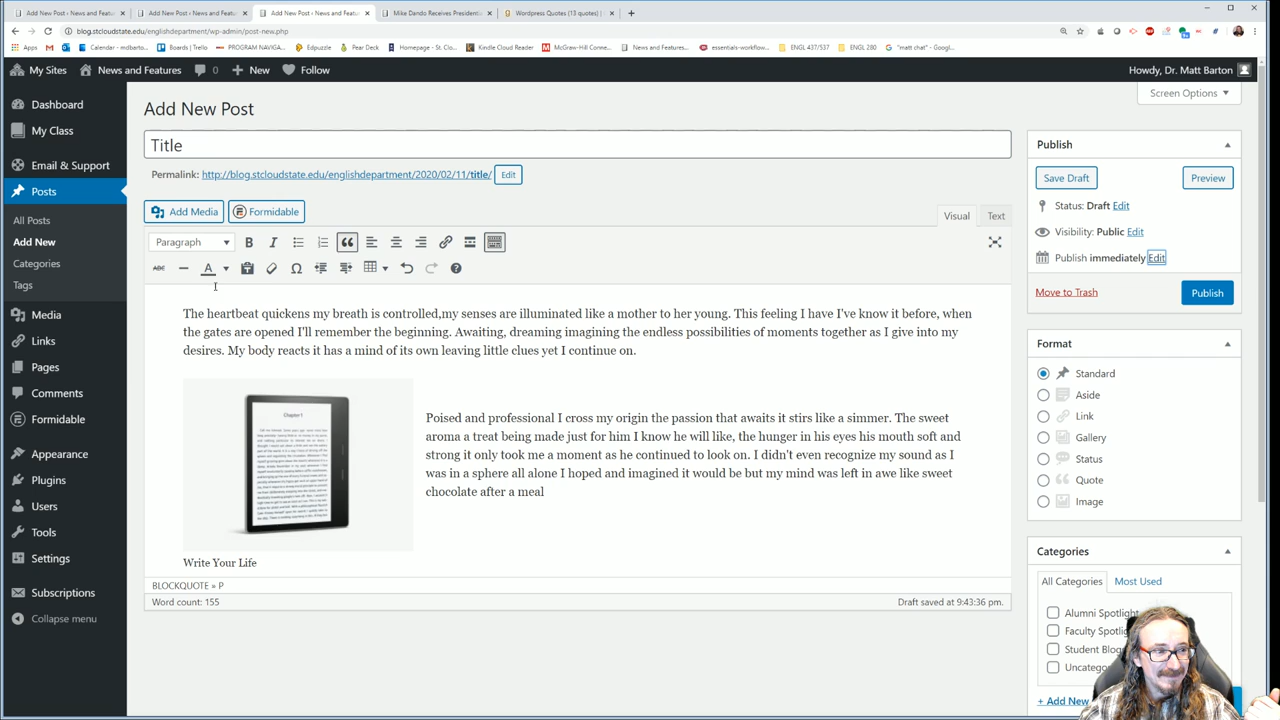 Add New Post › News and Featur
Add New Post › News and Featur
Add New Post › News and Featur
Mike Dando Receives Presidenti
Wordpress Quotes (13 quotes) |
blog.stcloudstate.edu/englishdepartment/wp-admin/post-new.php
Apps
Calendar - mdbarto...
Boards | Trello
PROGRAM NAVIGA...
Edpuzzle
Pear Deck
Homepage - St. Clo...
Kindle Cloud Reader
McGraw-Hill Conne...
News and Features...
essentials-workflow...
ENGL 437/537
ENGL 280
"matt chat" - Googl...
My Sites
News and Features
0
New
Follow
Howdy, Dr. Matt Barton
Dashboard
My Class
Email & Support
Posts
All Posts
Add New
Categories
Tags
Media
Links
Pages
Comments
Formidable
Appearance
Plugins
Users
Tools
Settings
Subscriptions
Collapse menu
Screen Options
Add New Post
Title
Permalink: http://blog.stcloudstate.edu/englishdepartment/2020/02/11/title/ Edit
Add Media
Formidable
Visual
Text
Paragraph
B
I
ABC
A
The heartbeat quickens my breath is controlled,my senses are illuminated like a mother to her young. This feeling I have I've know it before, when
the gates are opened I'll remember the beginning. Awaiting, dreaming imagining the endless possibilities of moments together as I give into my
desires. My body reacts it has a mind of its own leaving little clues yet I continue on.
Chapter 1
Poised and professional I cross my origin the passion that awaits it stirs like a simmer. The sweet
aroma a treat being made just for him I know he will like, the hunger in his eyes his mouth soft and
strong it only took me a moment as he continued to look on. I didn't even recognize my sound as I
was in a sphere all alone I hoped and imagined it would be but my mind was left in awe like sweet
chocolate after a meal
Write Your Life
BLOCKQUOTE » P
Word count: 155
Draft saved at 9:43:36 pm.
Publish
Save Draft
Preview
Status: Draft Edit
Visibility: Public Edit
Publish immediately Edit
Move to Trash
Publish
Format
Standard
Aside
Link
Gallery
Status
Quote
Image
Categories
All Categories
Most Used
Alumni Spotlight
Faculty Spotlig
Student Blog
Uncatego
+ Add New